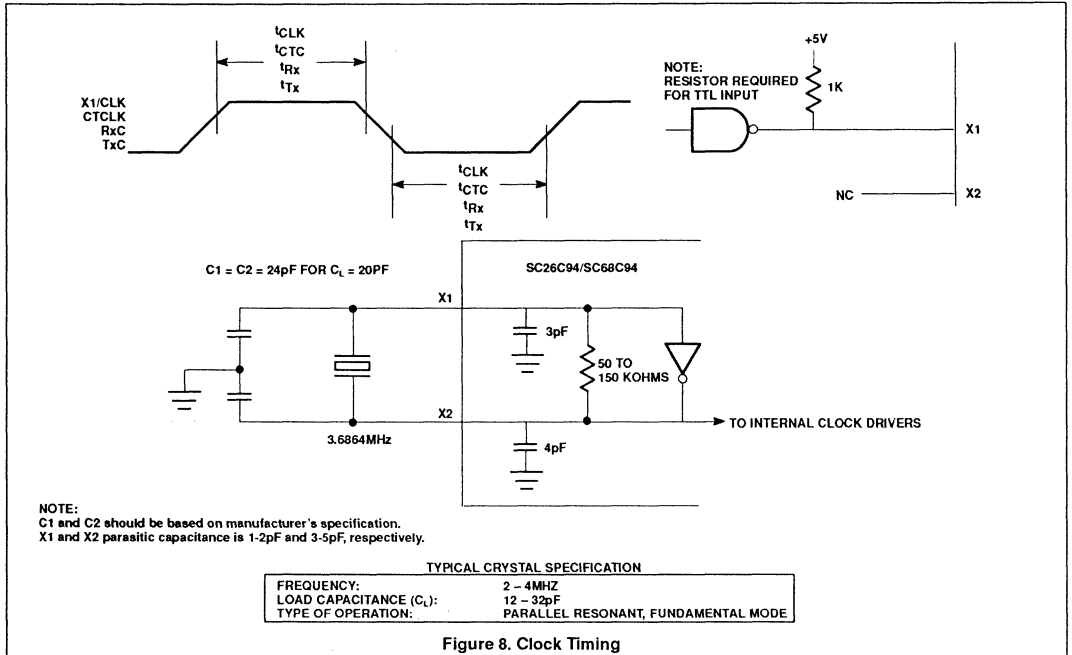 tCLK
tCTC
tRx
tTx
X1/CLK
CTCLK
RxC
TxC
tCLK
tCTC
tRx
tTx
NOTE:
RESISTOR REQUIRED
FOR TTL INPUT
+5V
1K
X1
NC
X2
C1 = C2 = 24pF FOR CL = 20PF
SC26C94/SC68C94
X1
3pF
50 TO
150 KOHMS
X2
TO INTERNAL CLOCK DRIVERS
3.6864MHz
4pF
NOTE:
C1 and C2 should be based on manufacturer's specification.
X1 and X2 parasitic capacitance is 1-2pF and 3-5pF, respectively.
TYPICAL CRYSTAL SPECIFICATION
FREQUENCY: 2 – 4MHZ
LOAD CAPACITANCE (CL): 12 – 32pF
TYPE OF OPERATION: PARALLEL RESONANT, FUNDAMENTAL MODE
Figure 8. Clock Timing